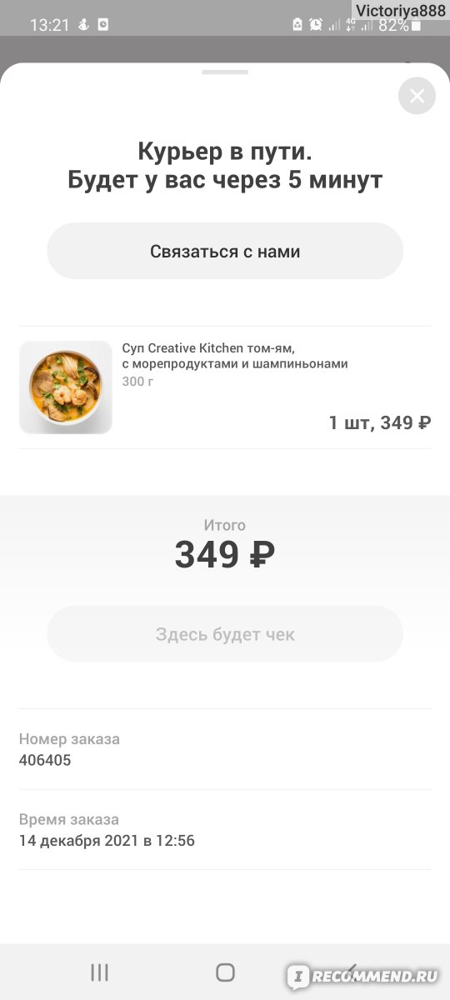 Victoriya888
13:21
4G
82%
Курьер в пути.
Будет у вас через 5 минут
Связаться с нами
Суп Creative Kitchen том-ям,
с морепродуктами и шампиньонами
300 г
1 шт, 349 ₽
Итого
349 ₽
Здесь будет чек
Номер заказа
406405
Время заказа
14 декабря 2021 в 12:56
I RECOMMEND.RU